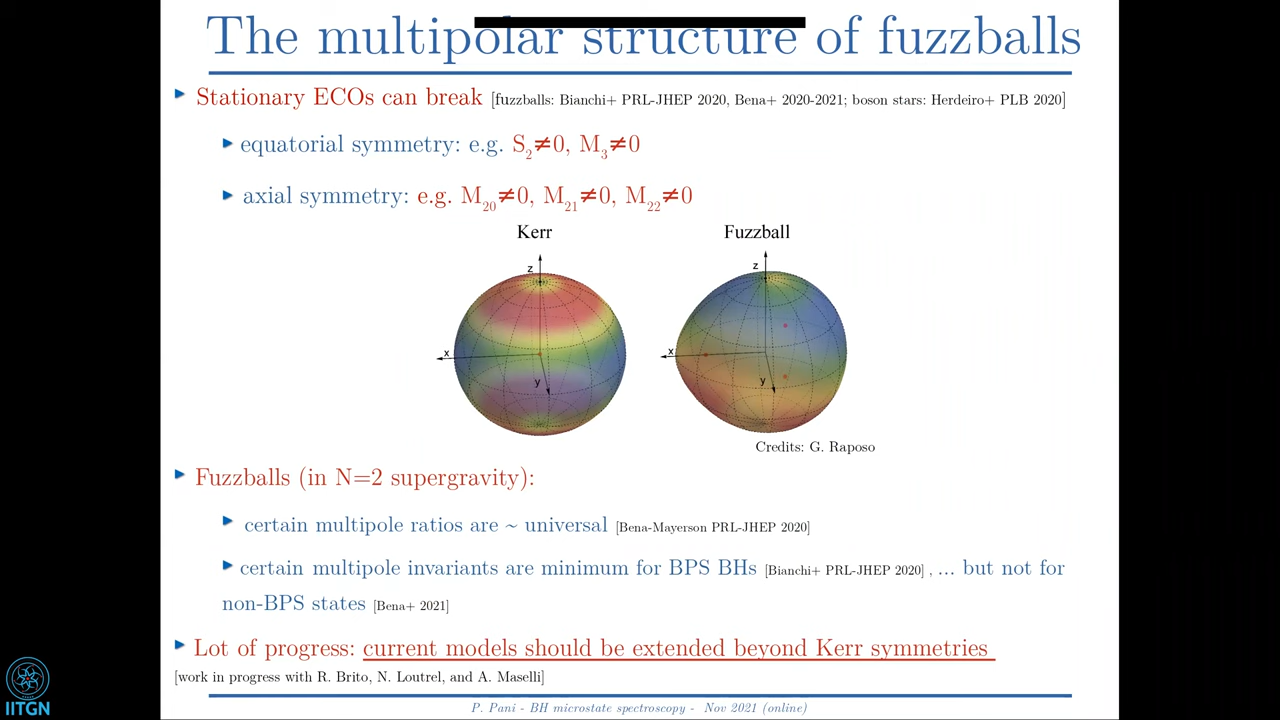 The multipolar structure of fuzzballs
Stationary ECOs can break [fuzzballs: Bianchi+ PRL-JHEP 2020, Bena+ 2020-2021; boson stars: Herdeiro+ PLB 2020]
equatorial symmetry: e.g. S₂≠0, M₃≠0
axial symmetry: e.g. M₂₀≠0, M₂₁≠0, M₂₂≠0
Kerr Fuzzball
z z
x x
y y
Credits: G. Raposo
Fuzzballs (in N=2 supergravity):
certain multipole ratios are ~ universal [Bena-Mayerson PRL-JHEP 2020]
certain multipole invariants are minimum for BPS BHs [Bianchi+ PRL-JHEP 2020] , ... but not for
non-BPS states [Bena+ 2021]
Lot of progress: current models should be extended beyond Kerr symmetries
[work in progress with R. Brito, N. Loutrel, and A. Maselli]
IITGN
P. Pani - BH microstate spectroscopy - Nov 2021 (online)